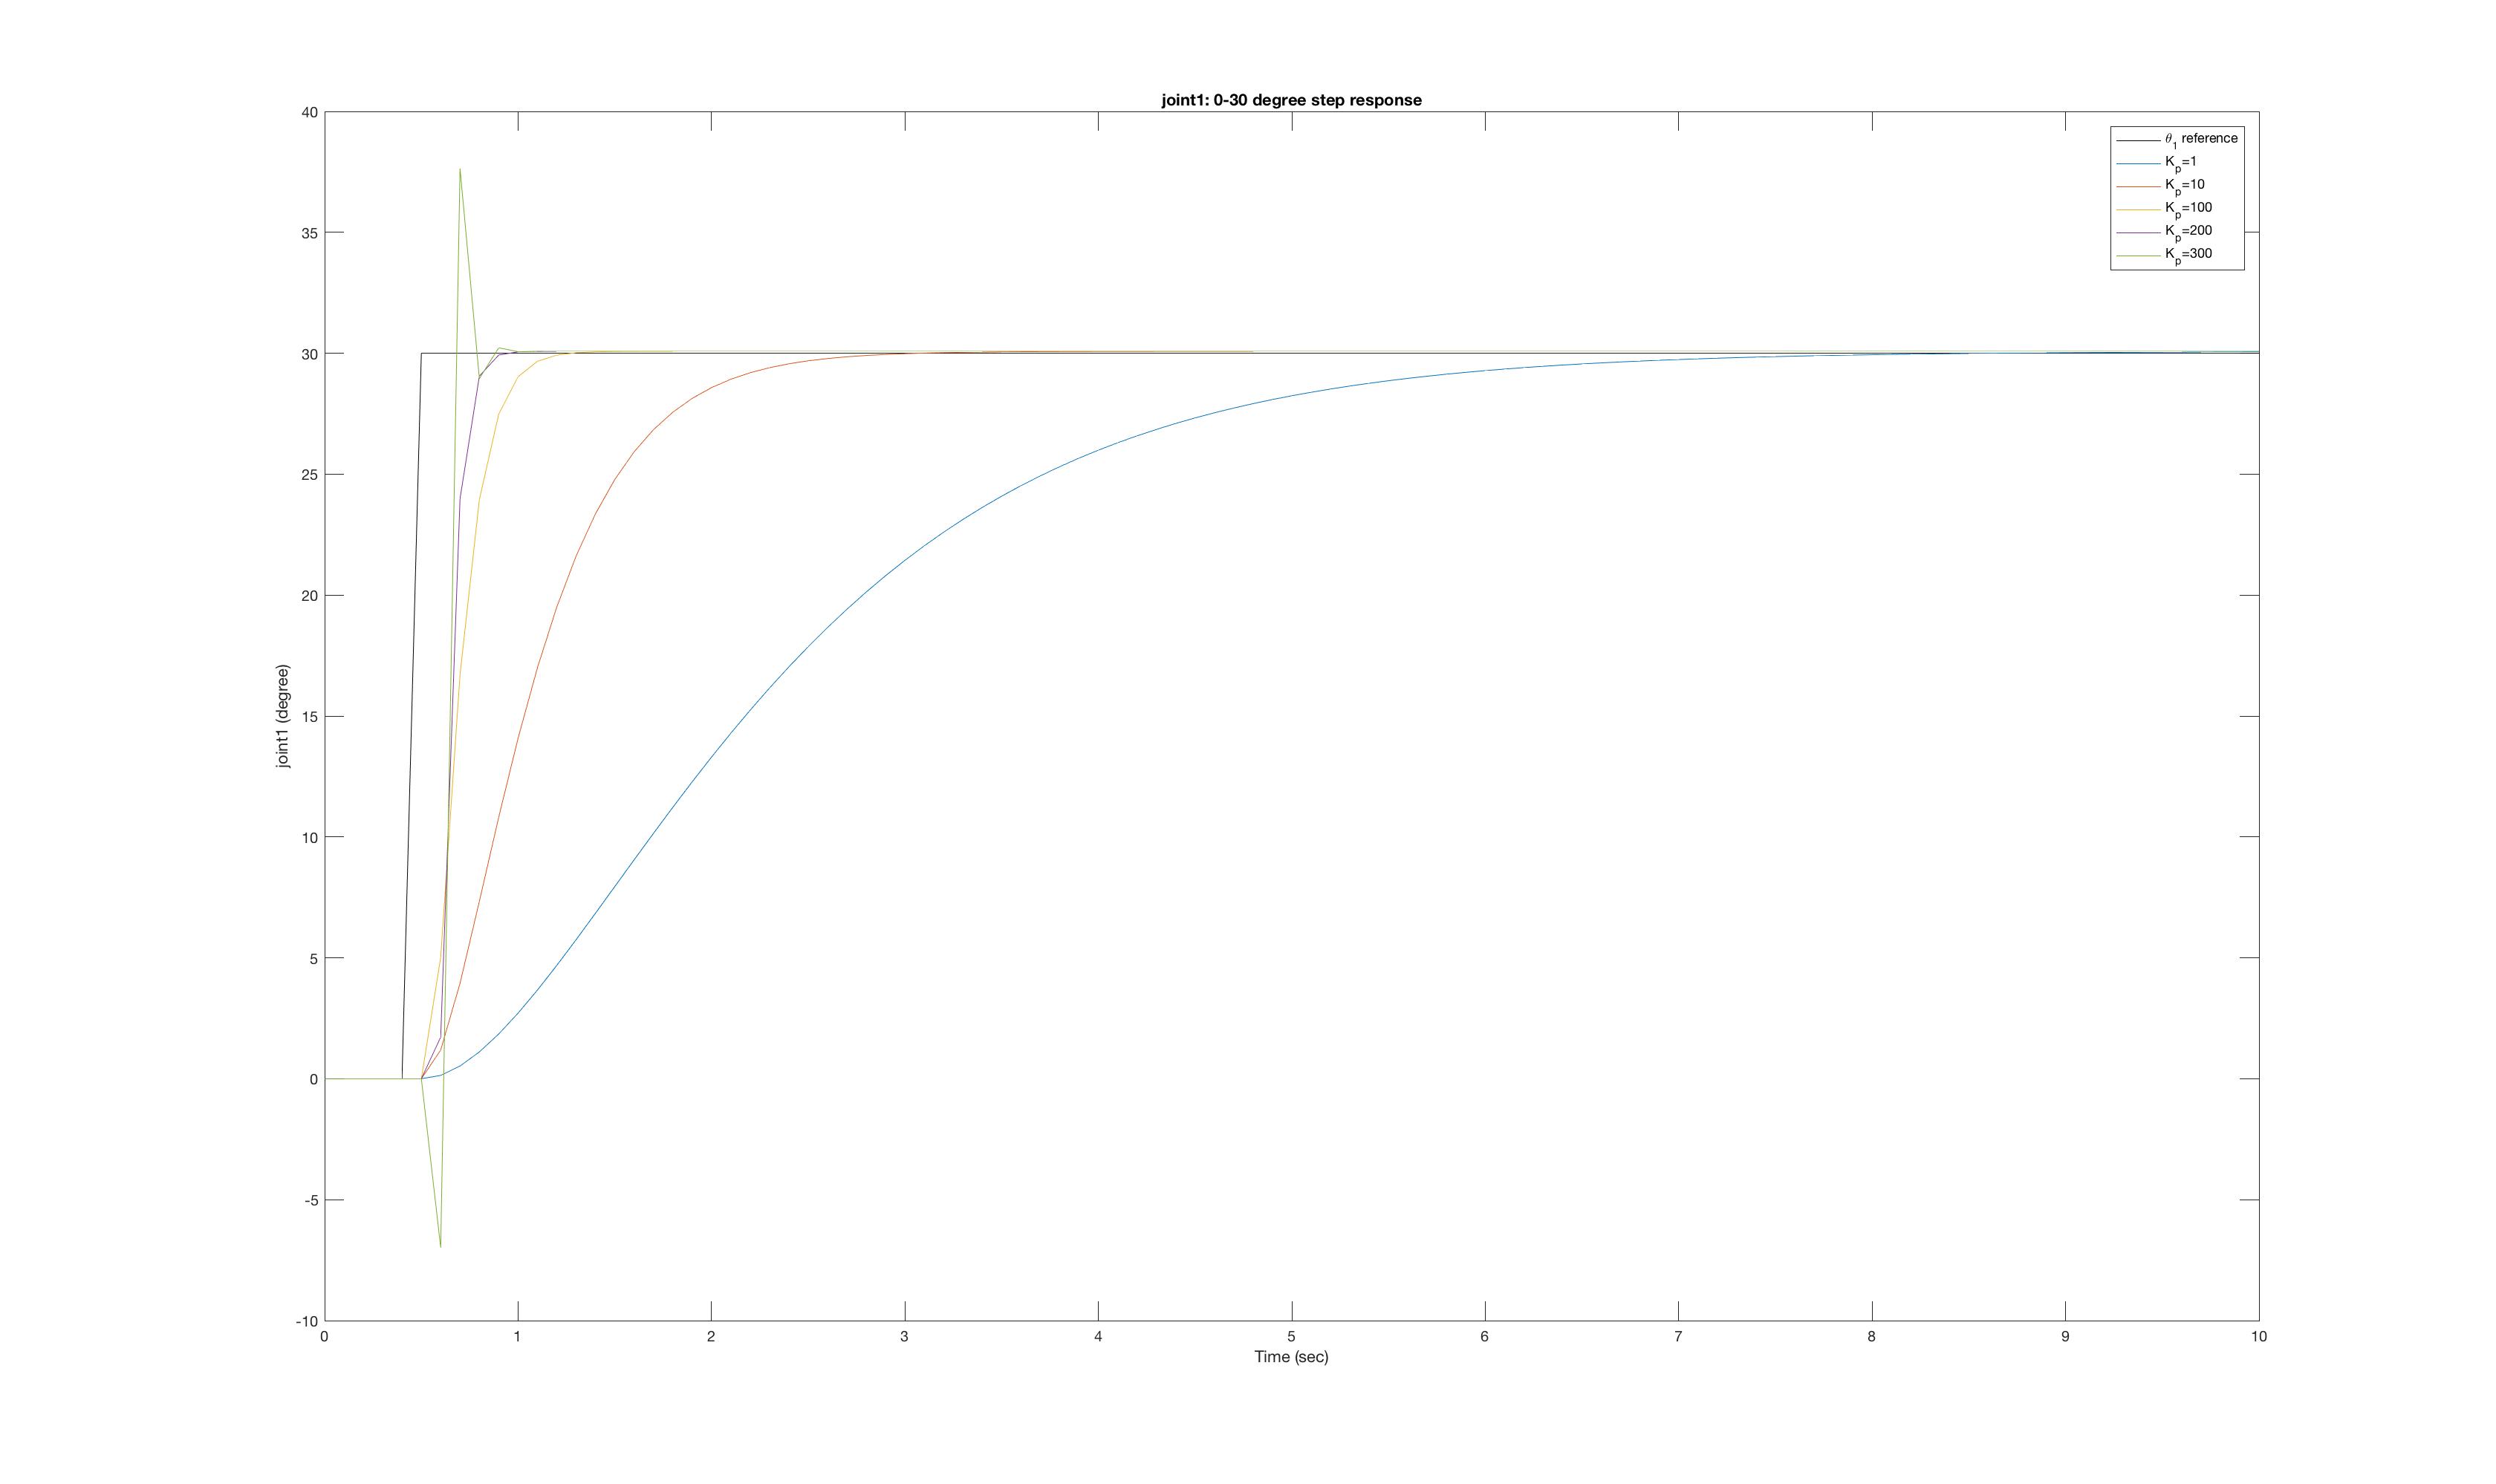 joint1: 0-30 degree step response
40
35
30
25
20
15
10
5
0
-5
-10
joint1 (degree)
0 1 2 3 4 5 6 7 8 9 10
Time (sec)
θ1 reference
Kp=1
Kp=10
Kp=100
Kp=200
Kp=300